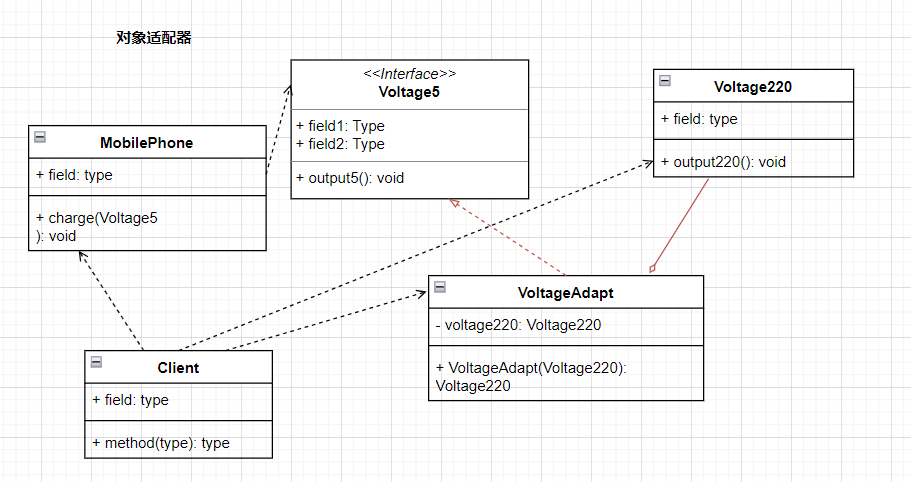 对象适配器
<<Interface>>
Voltage5
+ field1: Type
+ field2: Type
+ output5(): void
Voltage220
+ field: type
+ output220(): void
MobilePhone
+ field: type
+ charge(Voltage5
): void
VoltageAdapt
- voltage220: Voltage220
+ VoltageAdapt(Voltage220):
Voltage220
Client
+ field: type
+ method(type): type